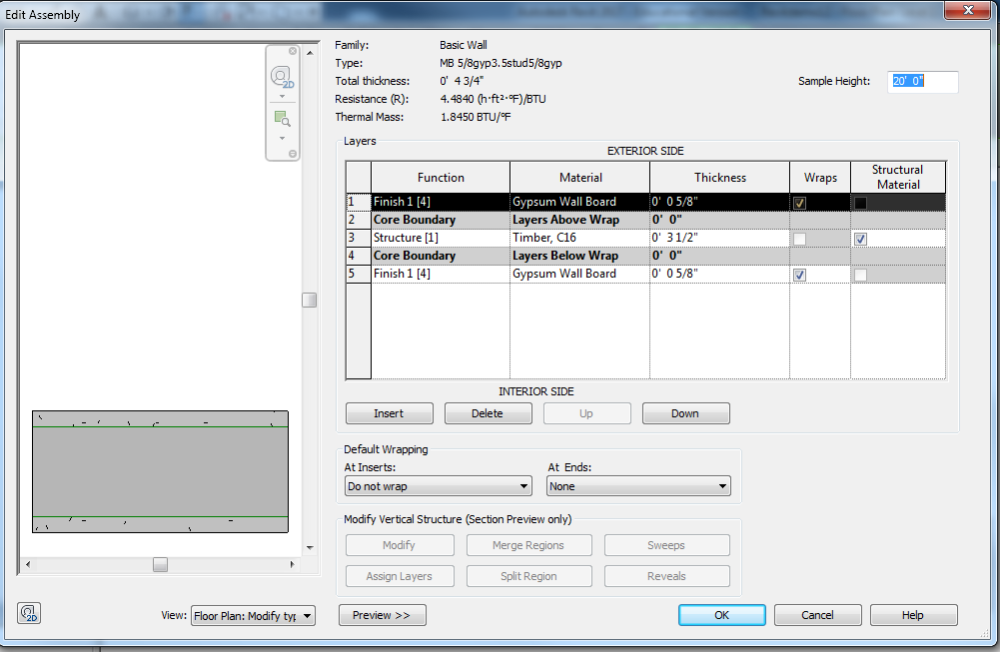 Edit Assembly
Family: Basic Wall
Type: MB 5/8gyp3.5stud5/8gyp
Total thickness: 0' 4 3/4"
Sample Height: 20' 0"
Resistance (R): 4.4840 (h·ft²·ºF)/BTU
Thermal Mass: 1.8450 BTU/ºF
Layers
EXTERIOR SIDE
Function Material Thickness Wraps Structural Material
1 Finish 1 [4] Gypsum Wall Board 0' 0 5/8"
2 Core Boundary Layers Above Wrap 0' 0"
3 Structure [1] Timber, C16 0' 3 1/2"
4 Core Boundary Layers Below Wrap 0' 0"
5 Finish 1 [4] Gypsum Wall Board 0' 0 5/8"
INTERIOR SIDE
Insert Delete Up Down
Default Wrapping
At Inserts: At Ends:
Do not wrap None
Modify Vertical Structure (Section Preview only)
Modify Merge Regions Sweeps
Assign Layers Split Region Reveals
2D
2D View: Floor Plan: Modify typ Preview >> OK Cancel Help